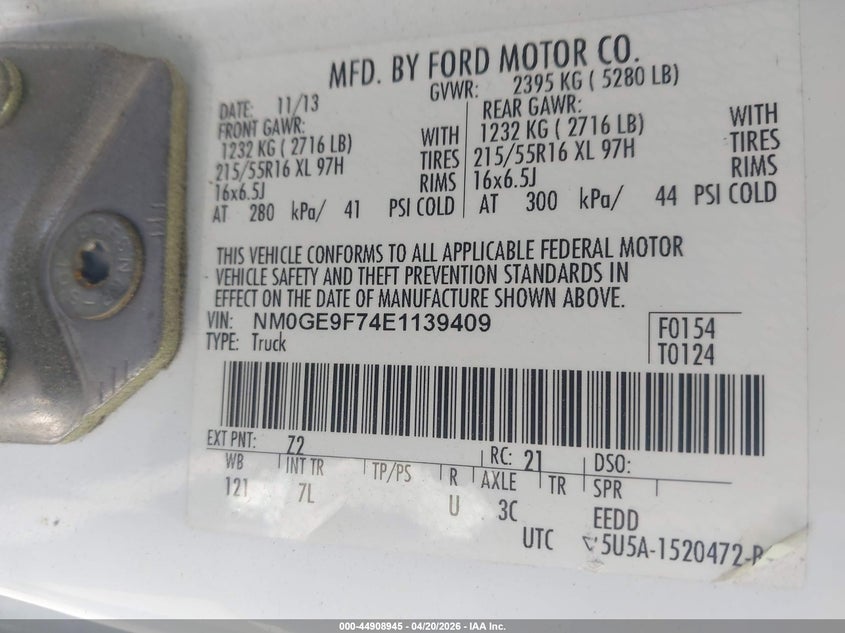 MFD. BY FORD MOTOR CO.
DATE: 11/13 GVWR: 2395 KG ( 5280 LB)
FRONT GAWR: REAR GAWR:
1232 KG ( 2716 LB) WITH 1232 KG ( 2716 LB) WITH
215/55R16 XL 97H TIRES 215/55R16 XL 97H TIRES
16x6.5J RIMS 16x6.5J RIMS
AT 280 kPa/ 41 PSI COLD AT 300 kPa/ 44 PSI COLD
THIS VEHICLE CONFORMS TO ALL APPLICABLE FEDERAL MOTOR
VEHICLE SAFETY AND THEFT PREVENTION STANDARDS IN
EFFECT ON THE DATE OF MANUFACTURE SHOWN ABOVE.
VIN: NM0GE9F74E1139409 F0154
TYPE: Truck T0124
EXT PNT: Z2 RC: 21 DSO:
WB INT TR TP/PS R AXLE TR SPR
121 7L U 3C EEDD
UTC 5U5A-1520472-
000-44908945 - 04/20/2026 - IAA Inc.